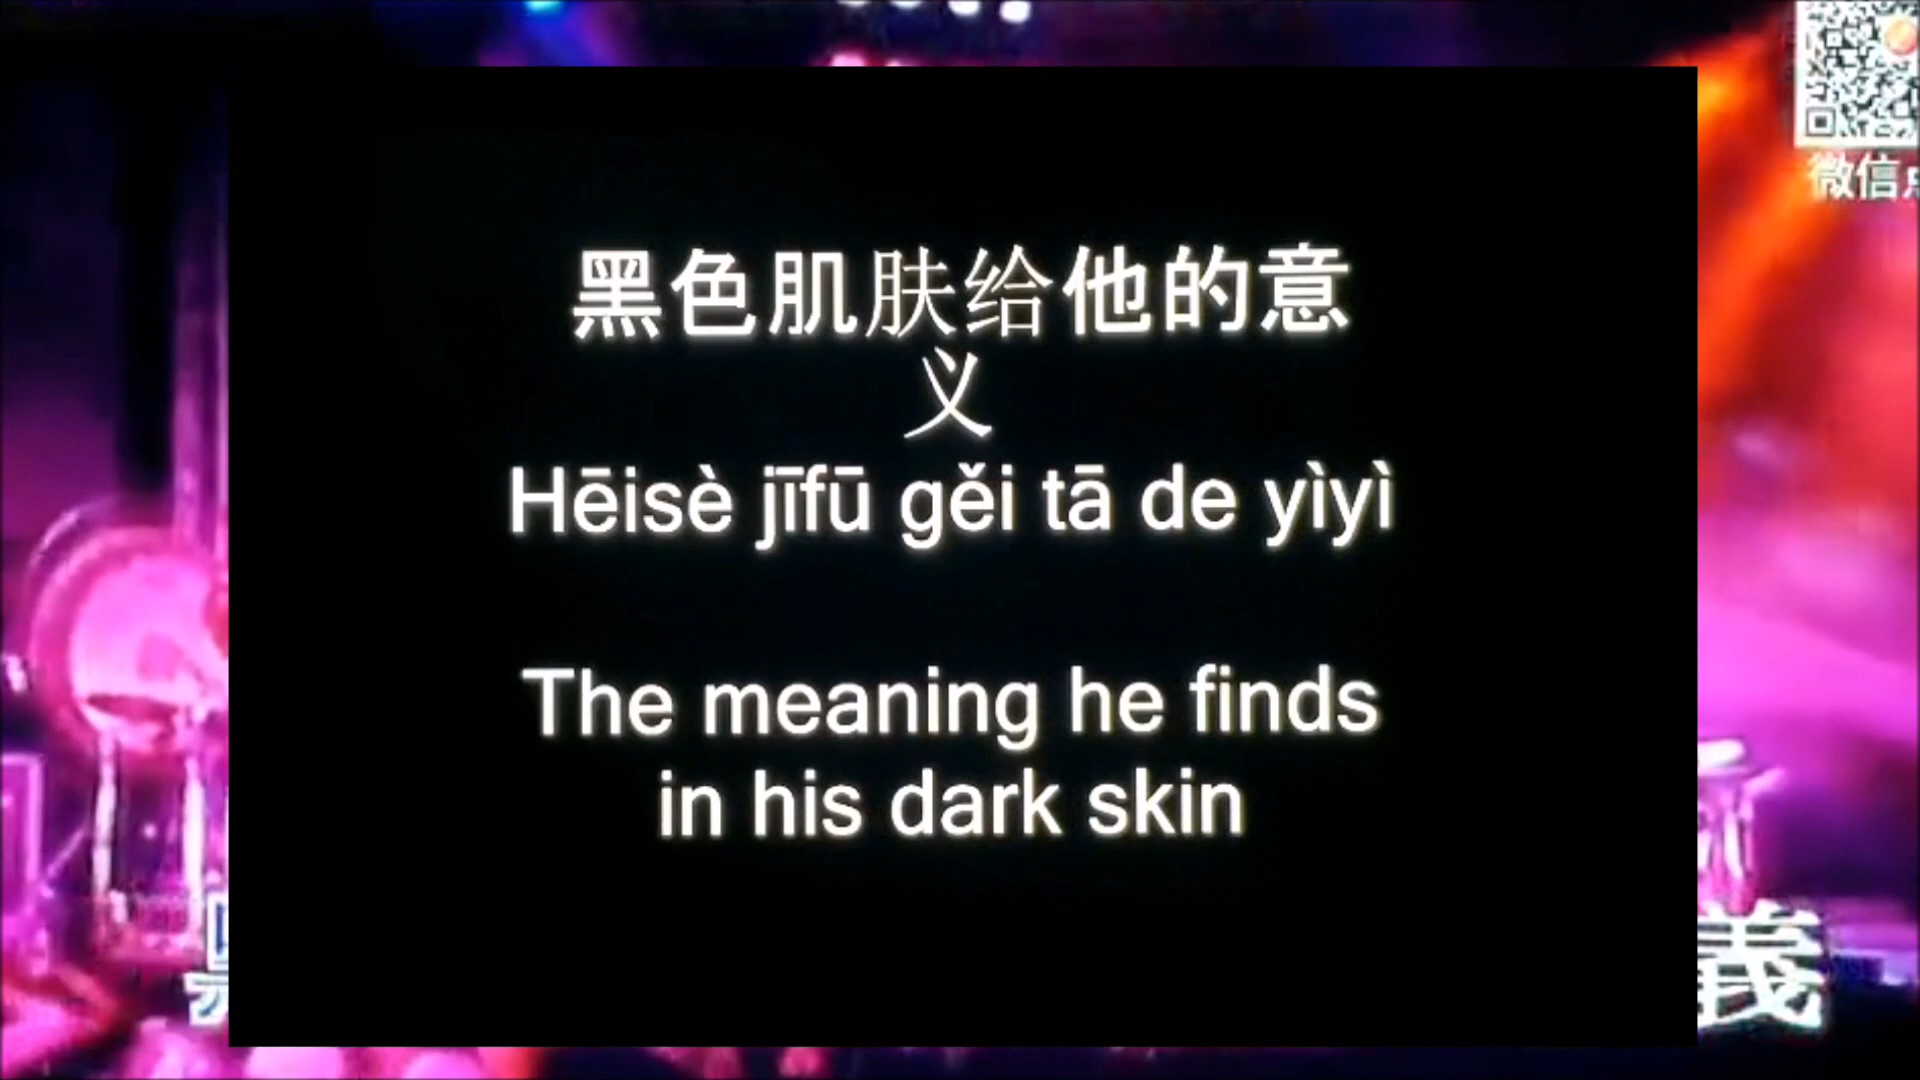 微信
黑色肌肤给他的意
义
Hēisè jīfū gěi tā de yìyì
The meaning he finds
in his dark skin
義